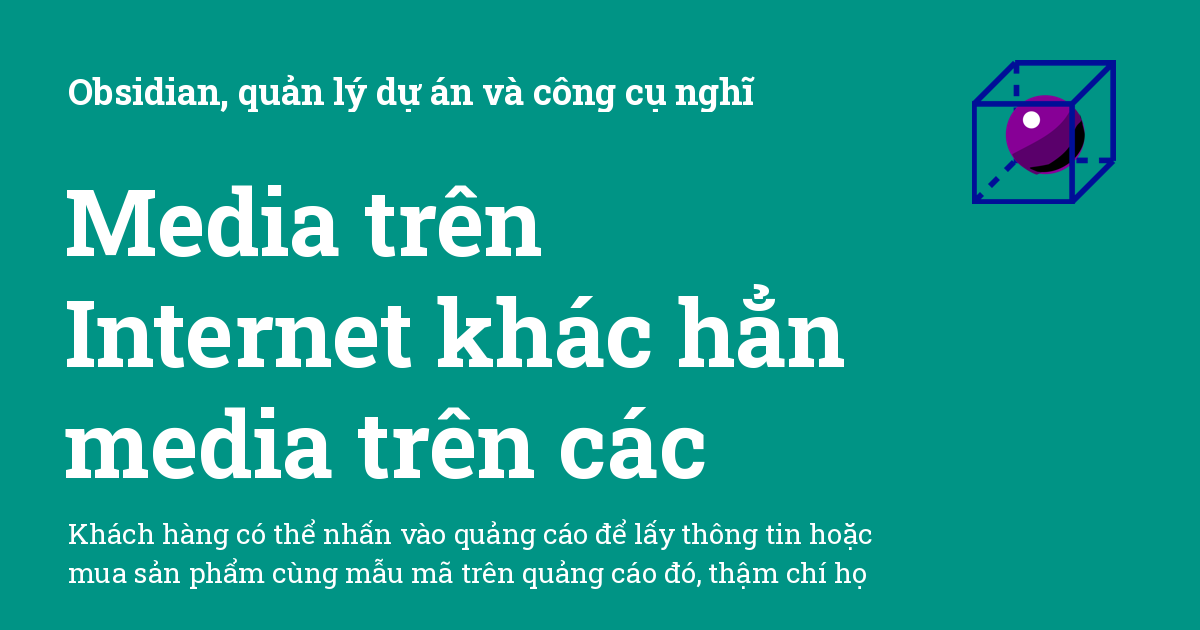 Obsidian, quản lý dự án và công cụ nghĩ
Media trên
Internet khác hẳn
media trên các
Khách hàng có thể nhấn vào quảng cáo để lấy thông tin hoặc
mua sản phẩm cùng mẫu mã trên quảng cáo đó, thậm chí họ